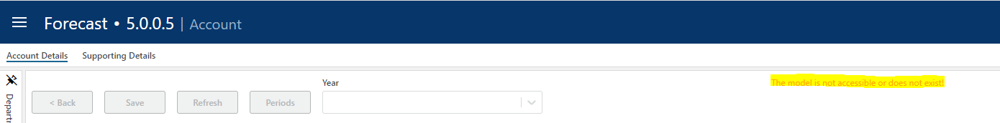 Forecast • 5.0.0.5 | Account
Account Details Supporting Details
Year
The model is not accessible or does not exist!
< Back Save Refresh Periods